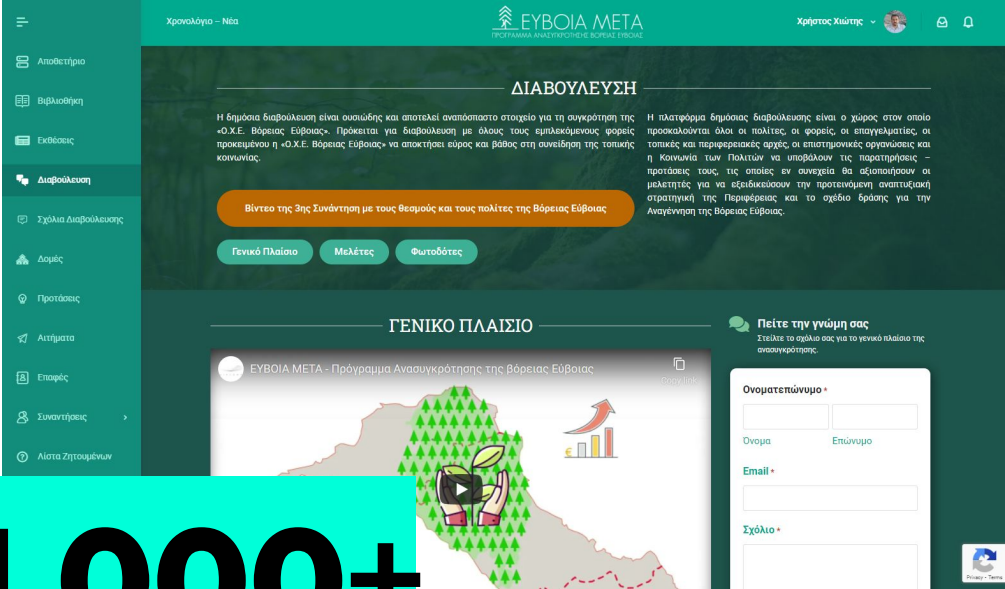 Χρονολόγιο – Νέα
ΕΥΒΟΙΑ ΜΕΤΑ
ΠΡΟΓΡΑΜΜΑ ΑΝΑΣΥΓΚΡΟΤΗΣΗΣ ΒΟΡΕΙΑΣ ΕΥΒΟΙΑΣ
Χρήστος Χιώτης
Αποθετήριο
Βιβλιοθήκη
Εκθέσεις
Διαβούλευση
Σχόλια Διαβούλευσης
Δομές
Προτάσεις
Αιτήματα
Επαφές
Συναντήσεις
Λίστα Ζητουμένων
ΔΙΑΒΟΥΛΕΥΣΗ
Η δημόσια διαβούλευση είναι ουσιώδης και αποτελεί αναπόσπαστο στοιχείο για τη συγκρότηση της
«Ο.Χ.Ε. Βόρειας Εύβοιας». Πρόκειται για διαβούλευση με όλους τους εμπλεκόμενους φορείς
προκειμένου η «Ο.Χ.Ε. Βόρειας Εύβοιας» να αποκτήσει εύρος και βάθος στη συνείδηση της τοπικής
κοινωνίας.
Βίντεο της 3ης Συνάντηση με τους θεσμούς και τους πολίτες της Βόρειας Εύβοιας
Γενικό Πλαίσιο
Μελέτες
Φωτοδότες
Η πλατφόρμα δημόσιας διαβούλευσης είναι ο χώρος στον οποίο
προσκαλούνται όλοι οι πολίτες, οι φορείς, οι επαγγελματίες, οι
τοπικές και περιφερειακές αρχές, οι επιστημονικές οργανώσεις και
η Κοινωνία των Πολιτών να υποβάλουν τις παρατηρήσεις –
προτάσεις τους, τις οποίες εν συνεχεία θα αξιοποιήσουν οι
μελετητές για να εξειδικεύσουν την προτεινόμενη αναπτυξιακή
στρατηγική της Περιφέρειας και το σχέδιο δράσης για την
Αναγέννηση της Βόρειας Εύβοιας.
ΓΕΝΙΚΟ ΠΛΑΙΣΙΟ
ΕΥΒΟΙΑ ΜΕΤΑ - Πρόγραμμα Ανασυγκρότησης της Βόρειας Εύβοιας
Copy link
€
Πείτε την γνώμη σας
Στείλτε το σχόλιο σας για το γενικό πλαίσιο της
ανασυγκρότησης.
Ονοματεπώνυμο *
Όνομα
Επώνυμο
Email *
Σχόλιο *
Privacy - Terms
000+